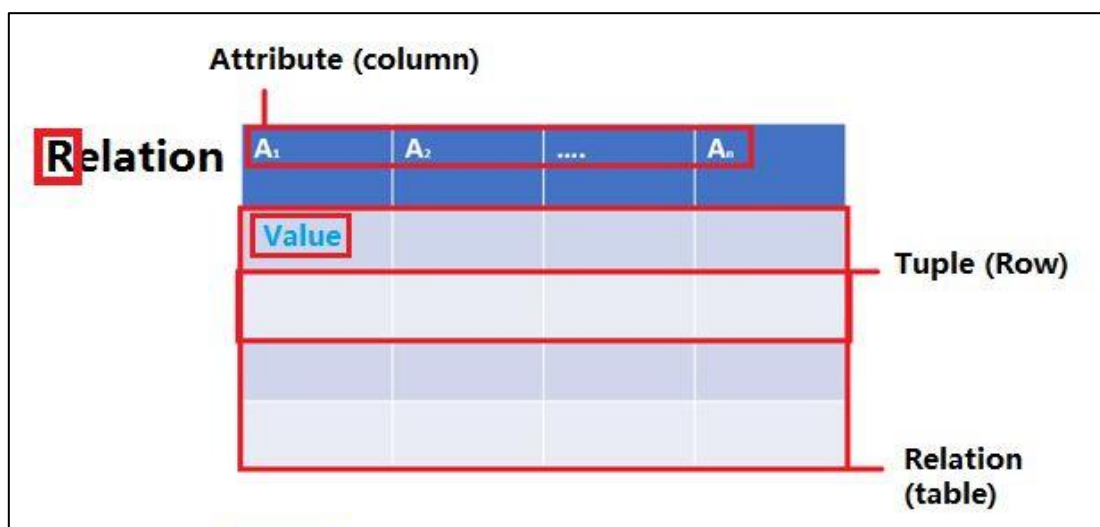 Attribute (column)
Relation
A₁ A₂ .... Aₙ
Value
Tuple (Row)
Relation
(table)